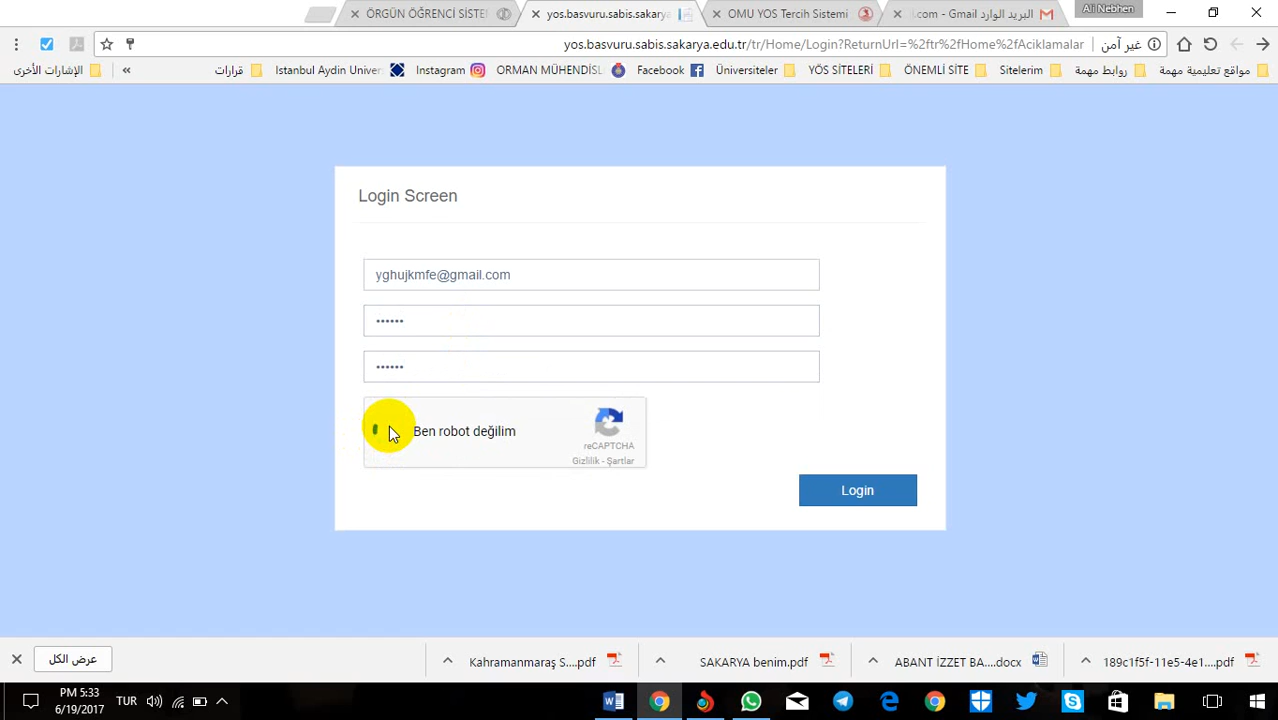 ÖRGÜN ÖĞRENCİ SİSTE
yos.basvuru.sabis.sakarya
OMU YOS Tercih Sistemi
البريد الوارد - Gmail
.com
Ali Nebhen
yos.basvuru.sabis.sakarya.edu.tr/tr/Home/Login?ReturnUrl=%2ftr%2fHome%2fAciklamalar
غير آمن
الإشارات الأخرى
«
قرارات
Istanbul Aydin Univer
Instagram
ORMAN MÜHENDİSL
Facebook
Üniversiteler
YÖS SİTELERİ
ÖNEMLİ SİTE
Sitelerim
روابط مهمة
مواقع تعليمية مهمة
Login Screen
yghujkmfe@gmail.com
••••••
••••••
Ben robot değilim
reCAPTCHA
Gizlilik - Şartlar
Login
عرض الكل
Kahramanmaraş S....pdf
SAKARYA benim.pdf
ABANT İZZET BA....docx
189c1f5f-11e5-4e1....pdf
PM 5:33
6/19/2017
TUR